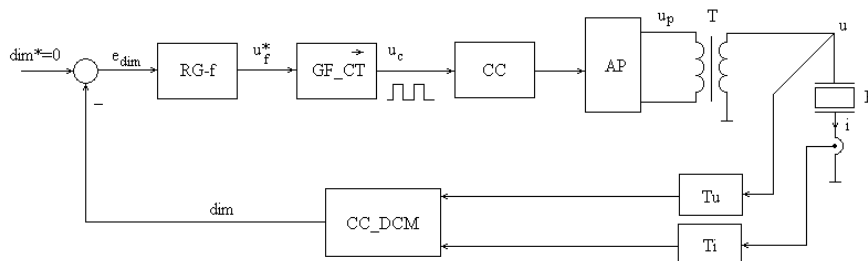 dim*=0
e_dim
RG-f
u*_f
GF_CT
u_c
CC
AP
u_p
T
u
i
Tu
Ti
CC_DCM
dim